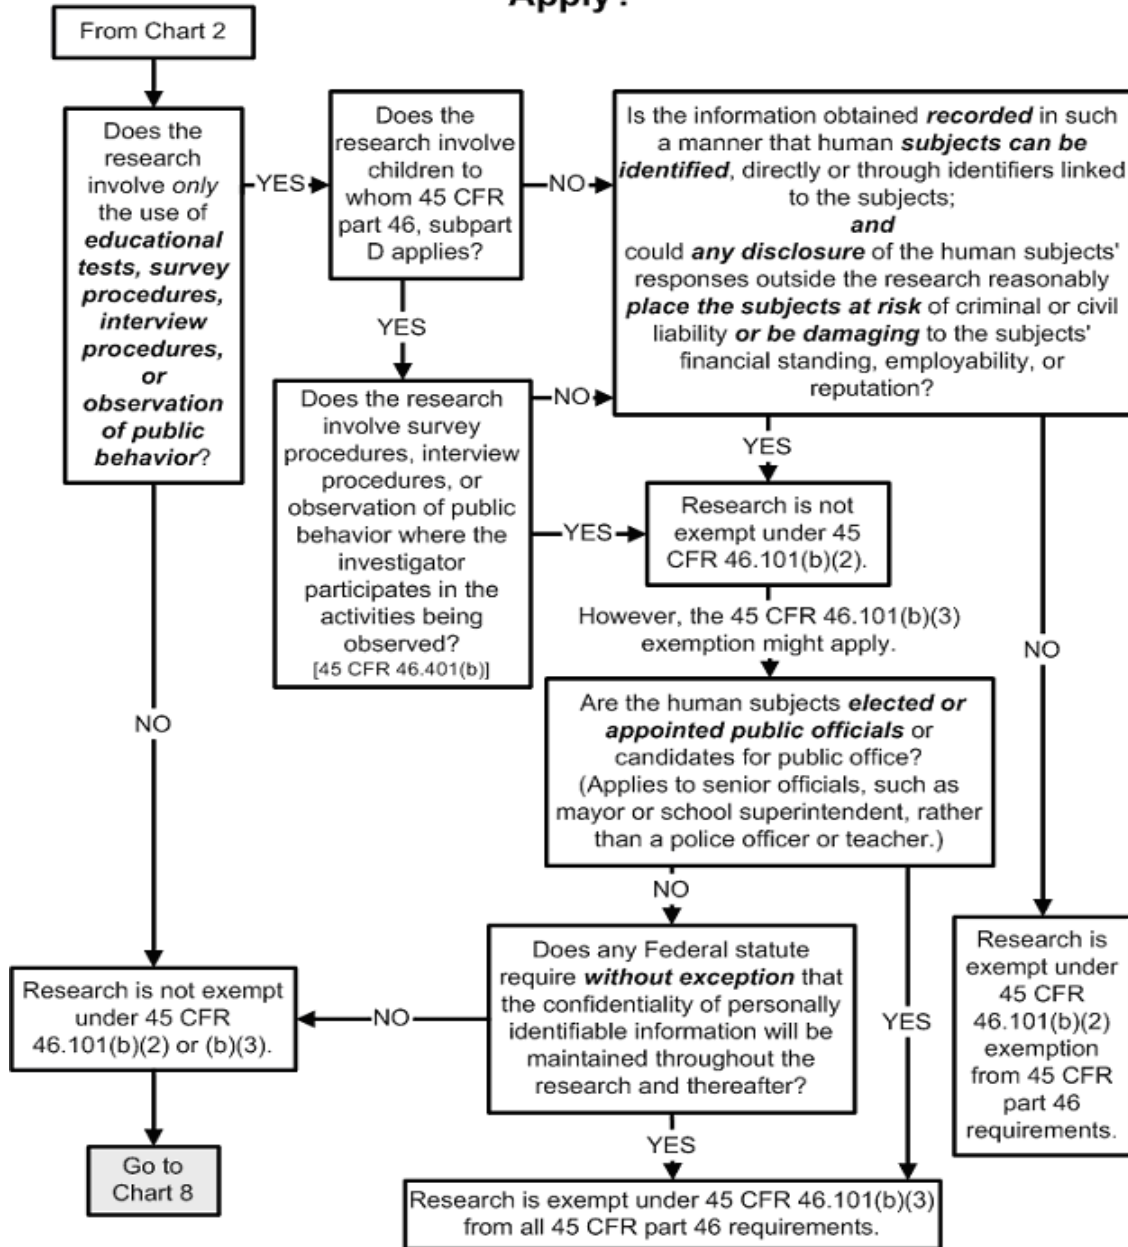 Apply?
From Chart 2
Does the
research
involve only
the use of
educational
tests, survey
procedures,
interview
procedures,
or
observation
of public
behavior?
YES
Does the
research involve
children to
whom 45 CFR
part 46, subpart
D applies?
NO
Is the information obtained recorded in such
a manner that human subjects can be
identified, directly or through identifiers linked
to the subjects;
and
could any disclosure of the human subjects'
responses outside the research reasonably
place the subjects at risk of criminal or civil
liability or be damaging to the subjects'
financial standing, employability, or
reputation?
YES
Does the research
involve survey
procedures, interview
procedures, or
observation of public
behavior where the
investigator
participates in the
activities being
observed?
[45 CFR 46.401(b)]
NO
YES
YES
Research is not
exempt under 45
CFR 46.101(b)(2).
However, the 45 CFR 46.101(b)(3)
exemption might apply.
NO
Are the human subjects elected or
appointed public officials or
candidates for public office?
(Applies to senior officials, such as
mayor or school superintendent, rather
than a police officer or teacher.)
NO
NO
Does any Federal statute
require without exception that
the confidentiality of personally
identifiable information will be
maintained throughout the
research and thereafter?
YES
Research is
exempt under
45 CFR
46.101(b)(2)
exemption
from 45 CFR
part 46
requirements.
NO
Research is not exempt
under 45 CFR
46.101(b)(2) or (b)(3).
YES
Go to
Chart 8
Research is exempt under 45 CFR 46.101(b)(3)
from all 45 CFR part 46 requirements.